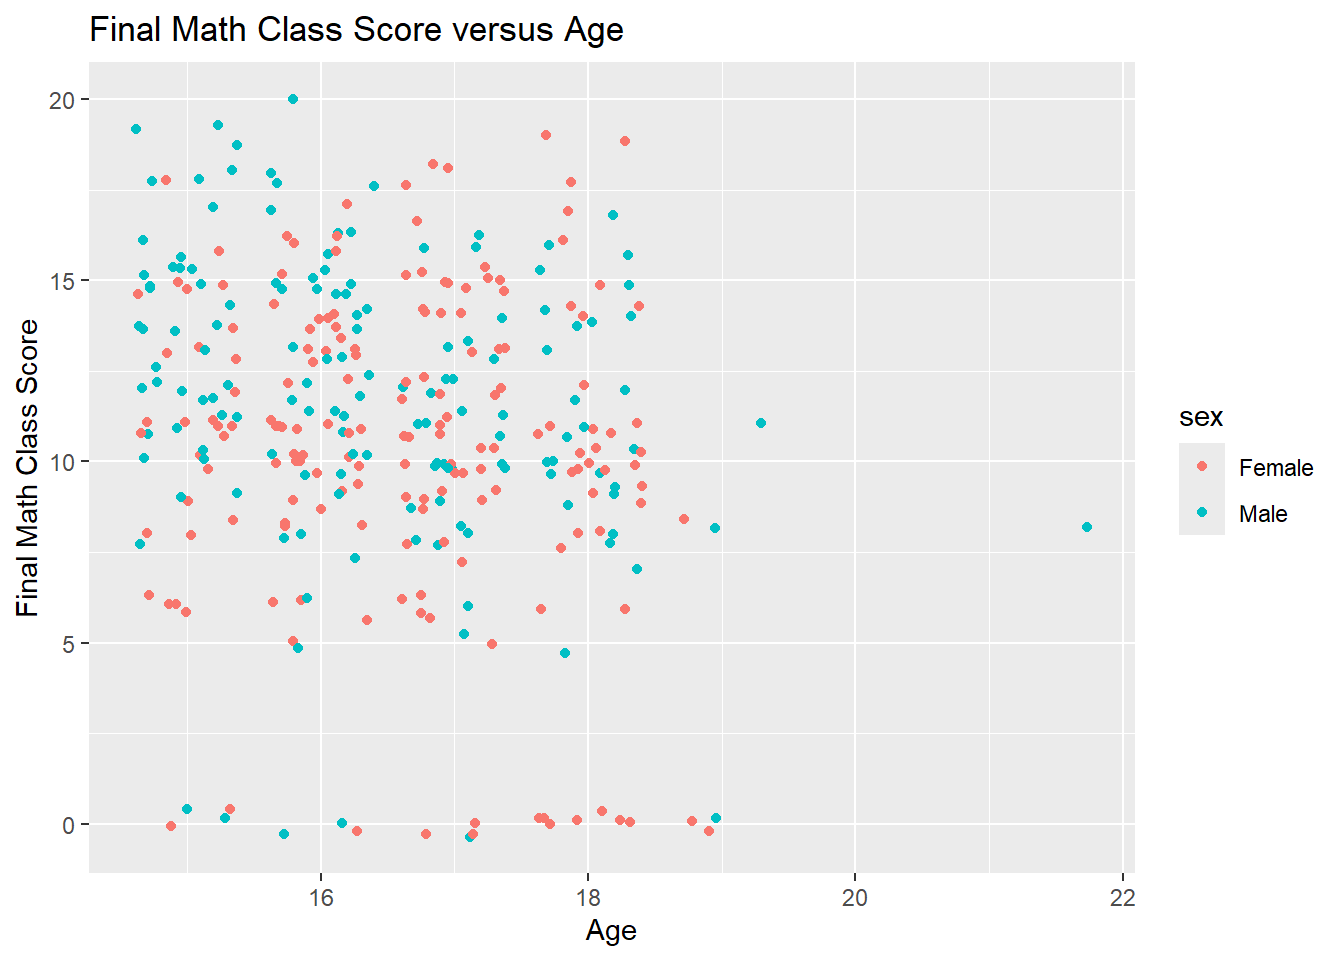 Final Math Class Score versus Age
Final Math Class Score
20
15
10
5
0
16 18 20 22
Age
sex
Female
Male